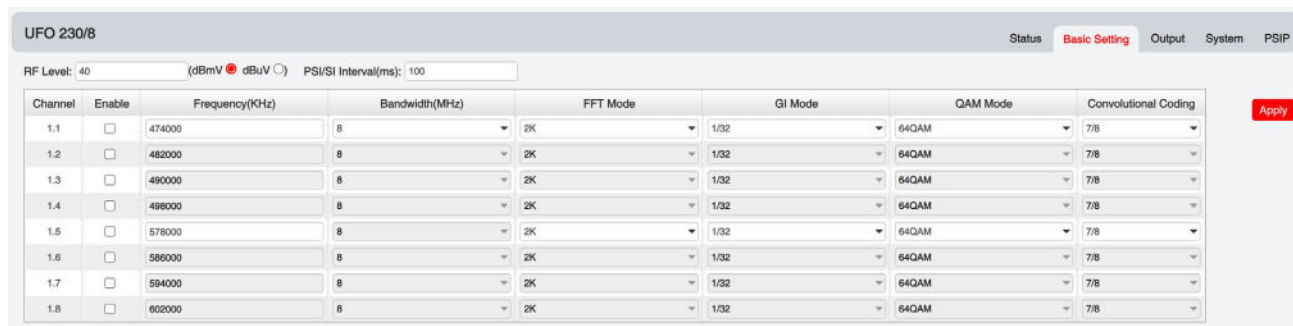 UFO 230/8
Status Basic Setting Output System PSIP
RF Level: 40 (dBmV dBuV) PSI/SI Interval(ms): 100
Channel Enable Frequency(KHz) Bandwidth(MHz) FFT Mode GI Mode QAM Mode Convolutional Coding
Apply
1.1 474000 8 2K 1/32 64QAM 7/8
1.2 482000 8 2K 1/32 64QAM 7/8
1.3 490000 8 2K 1/32 64QAM 7/8
1.4 498000 8 2K 1/32 64QAM 7/8
1.5 578000 8 2K 1/32 64QAM 7/8
1.6 586000 8 2K 1/32 64QAM 7/8
1.7 594000 8 2K 1/32 64QAM 7/8
1.8 602000 8 2K 1/32 64QAM 7/8